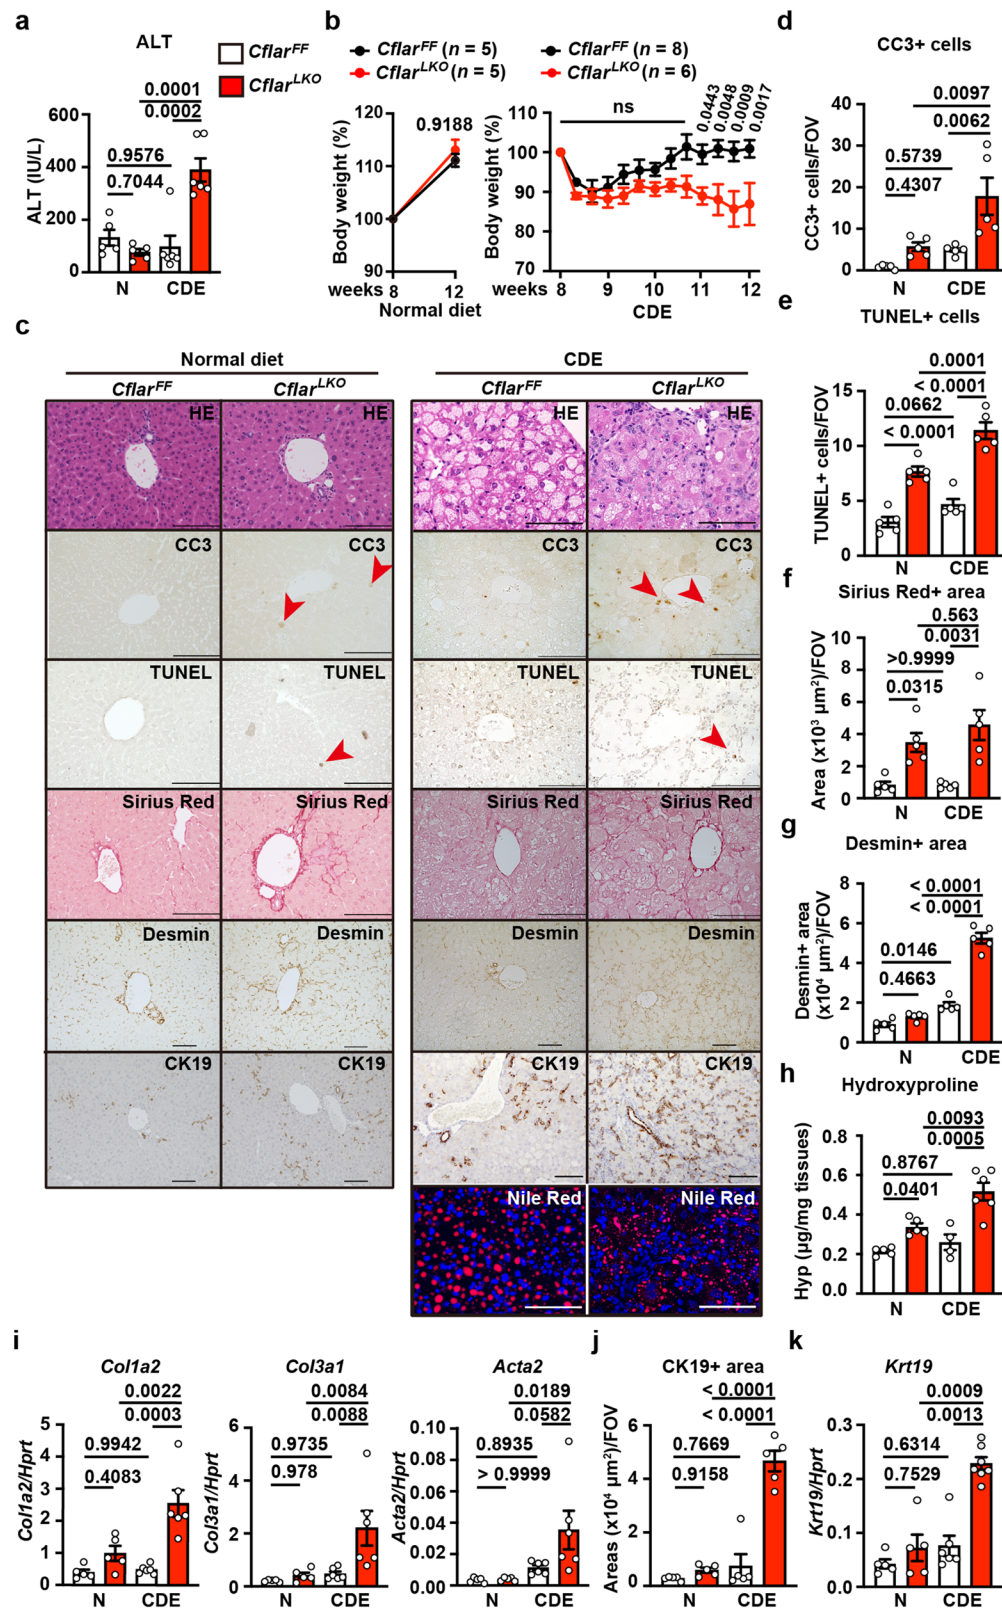 a
ALT
Cflar^FF
Cflar^LKO
0.0001
0.0002
0.9576
0.7044
ALT (IU/L)
600
400
200
0
N
CDE
b
Cflar^FF (n = 5)
Cflar^LKO (n = 5)
Cflar^FF (n = 8)
Cflar^LKO (n = 6)
Body weight (%)
120
110
100
90
0.9188
weeks
8
12
Normal diet
Body weight (%)
100
90
80
70
ns
0.0443
0.0048
0.0009
0.0017
weeks
8
9
10
11
12
CDE
c
Normal diet
Cflar^FF
Cflar^LKO
CDE
Cflar^FF
Cflar^LKO
HE
HE
HE
HE
CC3
CC3
CC3
CC3
TUNEL
TUNEL
TUNEL
TUNEL
Sirius Red
Sirius Red
Sirius Red
Sirius Red
Desmin
Desmin
Desmin
Desmin
CK19
CK19
CK19
CK19
Nile Red
Nile Red
d
CC3+ cells
0.0097
0.0062
0.5739
0.4307
CC3+ cells/FOV
40
30
20
10
0
N
CDE
e
TUNEL+ cells
0.0001
< 0.0001
0.0662
< 0.0001
TUNEL+ cells/FOV
15
10
5
0
N
CDE
f
Sirius Red+ area
0.563
0.0031
>0.9999
0.0315
Area (x10³ µm²)/FOV
10
8
6
4
2
0
N
CDE
g
Desmin+ area
< 0.0001
< 0.0001
0.0146
0.4663
Desmin+ area
(x10⁴ µm²)/FOV
8
6
4
2
0
N
CDE
h
Hydroxyproline
0.0093
0.0005
0.8767
0.0401
Hyp (µg/mg tissues)
0.8
0.6
0.4
0.2
0.0
N
CDE
i
Col1a2
0.0022
0.0003
0.9942
0.4083
Col1a2/Hprt
5
4
3
2
1
0
N
CDE
Col3a1
0.0084
0.0088
0.9735
0.978
Col3a1/Hprt
6
4
2
0
N
CDE
Acta2
0.0189
0.0582
0.8935
> 0.9999
Acta2/Hprt
0.10
0.08
0.06
0.04
0.02
0.00
N
CDE
j
CK19+ area
< 0.0001
< 0.0001
0.7669
0.9158
Areas (x10⁴ µm²)/FOV
8
6
4
2
0
N
CDE
k
Krt19
0.0009
0.0013
0.6314
0.7529
Krt19/Hprt
0.3
0.2
0.1
0.0
N
CDE